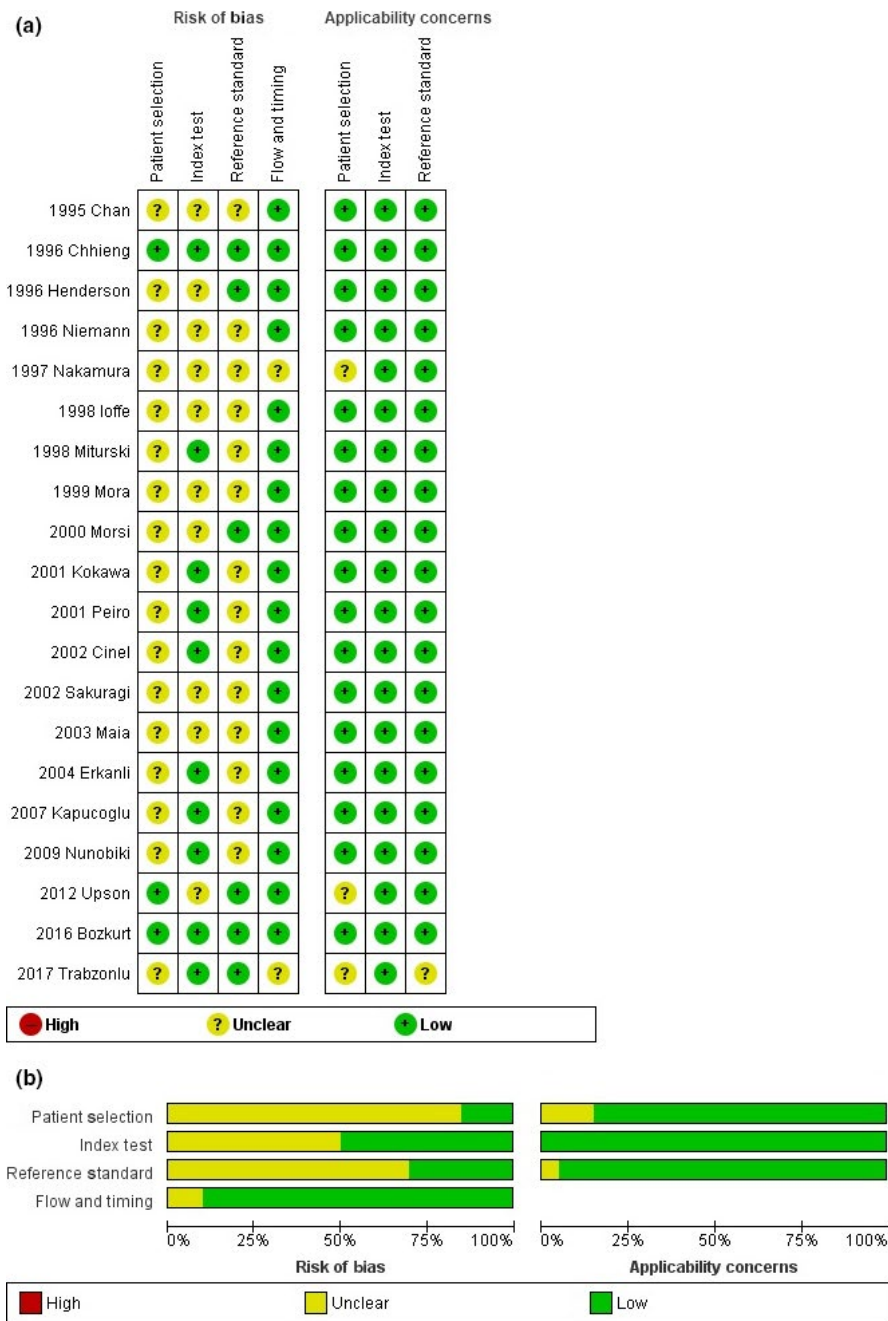 (a)
Risk of bias
Applicability concerns
Patient selection
Index test
Reference standard
Flow and timing
Patient selection
Index test
Reference standard
1995 Chan ? ? ? + + + +
1996 Chhieng + + + + + + +
1996 Henderson ? ? + + + + +
1996 Niemann ? ? ? + + + +
1997 Nakamura ? ? ? ? ? + +
1998 Ioffe ? ? ? + + + +
1998 Miturski ? + ? + + + +
1999 Mora ? ? ? + + + +
2000 Morsi ? ? + + + + +
2001 Kokawa ? + ? + + + +
2001 Peiro ? + ? + + + +
2002 Cinel ? + ? + + + +
2002 Sakuragi ? ? ? + + + +
2003 Maia ? ? ? + + + +
2004 Erkanli ? + ? + + + +
2007 Kapucoglu ? + ? + + + +
2009 Nunobiki ? + ? + + + +
2012 Upson + ? + + ? + +
2016 Bozkurt + + + + + + +
2017 Trabzonlu ? + + ? ? + ?
– High ? Unclear + Low
(b)
Patient selection
Index test
Reference standard
Flow and timing
0% 25% 50% 75% 100% 0% 25% 50% 75% 100%
Risk of bias Applicability concerns
High Unclear Low